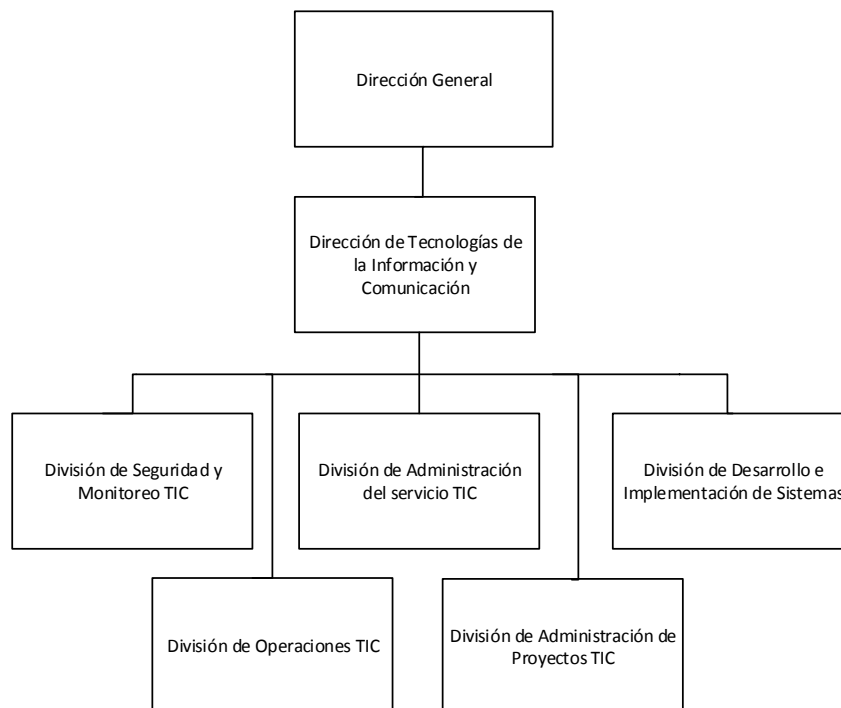 Dirección General
Dirección de Tecnologías de
la Información y
Comunicación
División de Seguridad y
Monitoreo TIC
División de Administración
del servicio TIC
División de Desarrollo e
Implementación de Sistemas
División de Operaciones TIC
División de Administración de
Proyectos TIC